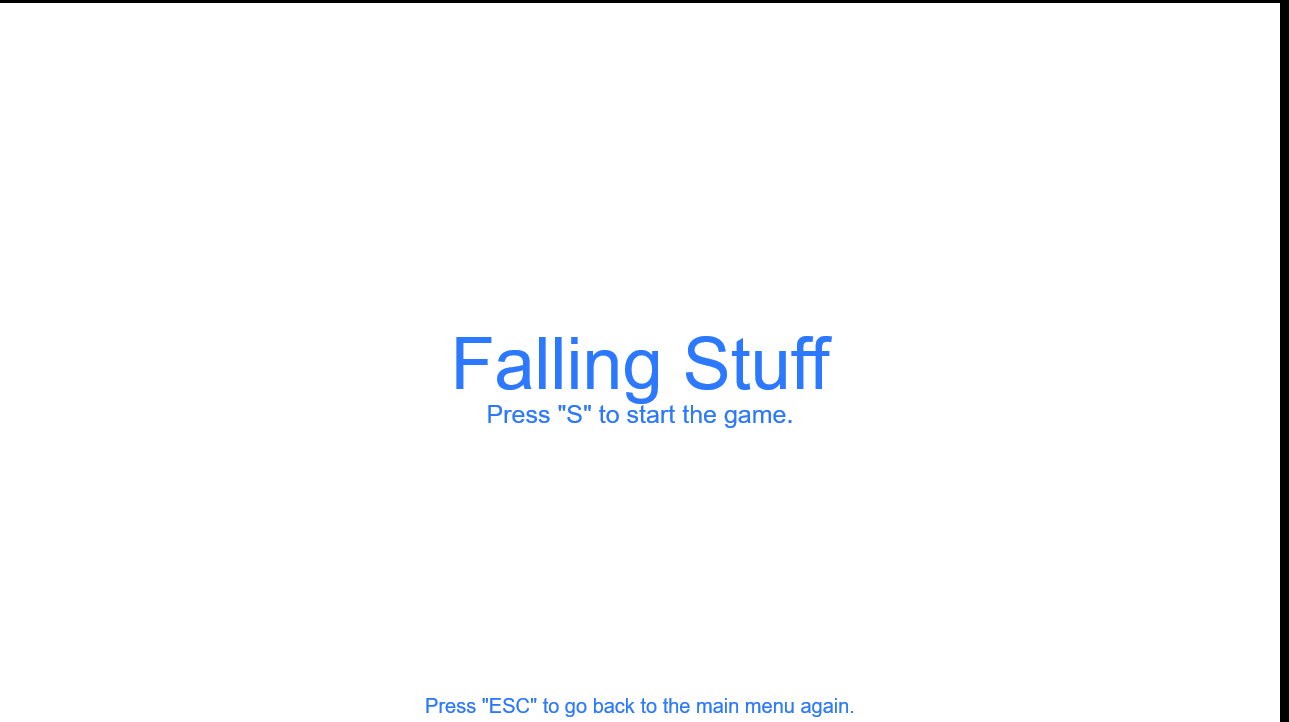 Falling Stuff
Press "S" to start the game.
Press "ESC" to go back to the main menu again.